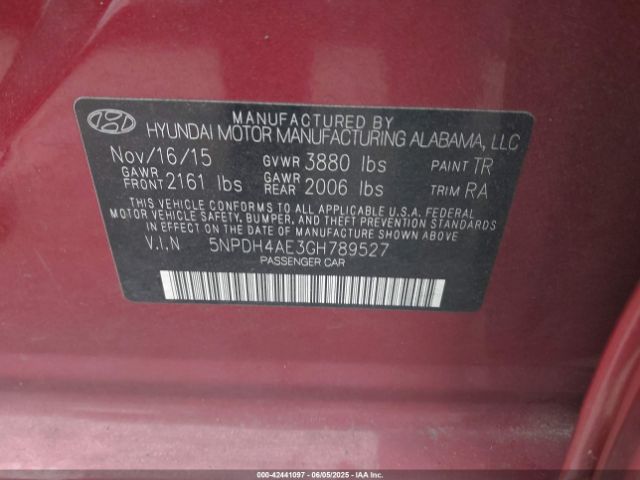 MANUFACTURED BY
HYUNDAI MOTOR MANUFACTURING ALABAMA, LLC
Nov/16/15 GVWR 3880 lbs PAINT TR
GAWR FRONT 2161 lbs GAWR REAR 2006 lbs TRIM RA
THIS VEHICLE CONFORMS TO ALL APPLICABLE U.S.A. FEDERAL
MOTOR VEHICLE SAFETY, BUMPER, AND THEFT PREVENTION STANDARDS
IN EFFECT ON THE DATE OF MANUFACTURE SHOWN ABOVE.
V.I.N 5NPDH4AE3GH789527
PASSENGER CAR
000-42441097 - 06/05/2025 - IAA Inc.